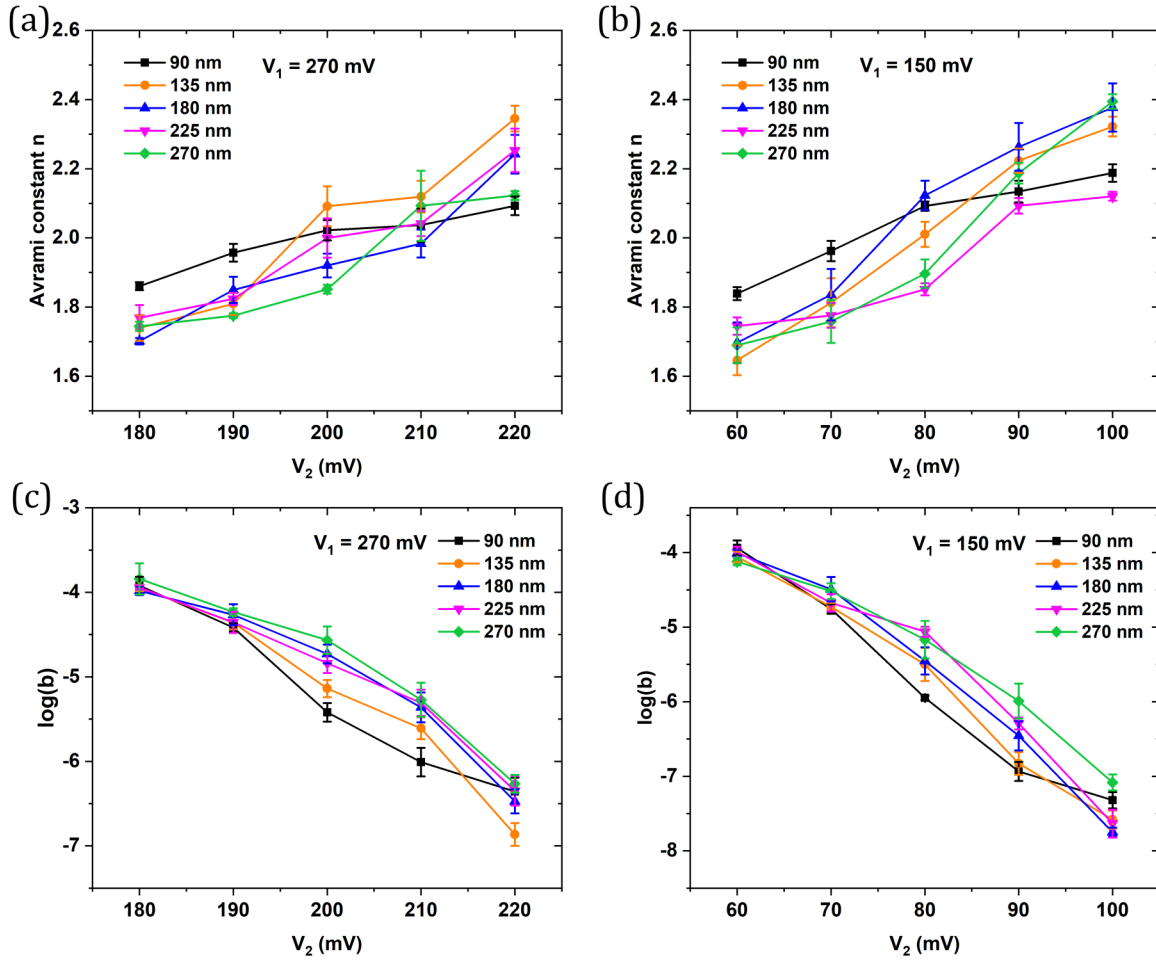 (a)
2.6
2.4
2.2
2.0
1.8
1.6
Avrami constant n
90 nm
135 nm
180 nm
225 nm
270 nm
V₁ = 270 mV
180 190 200 210 220
V₂ (mV)
(b)
2.6
2.4
2.2
2.0
1.8
1.6
Avrami constant n
90 nm
135 nm
180 nm
225 nm
270 nm
V₁ = 150 mV
60 70 80 90 100
V₂ (mV)
(c)
-3
-4
-5
-6
-7
log(b)
V₁ = 270 mV
90 nm
135 nm
180 nm
225 nm
270 nm
180 190 200 210 220
V₂ (mV)
(d)
-4
-5
-6
-7
-8
log(b)
V₁ = 150 mV
90 nm
135 nm
180 nm
225 nm
270 nm
60 70 80 90 100
V₂ (mV)